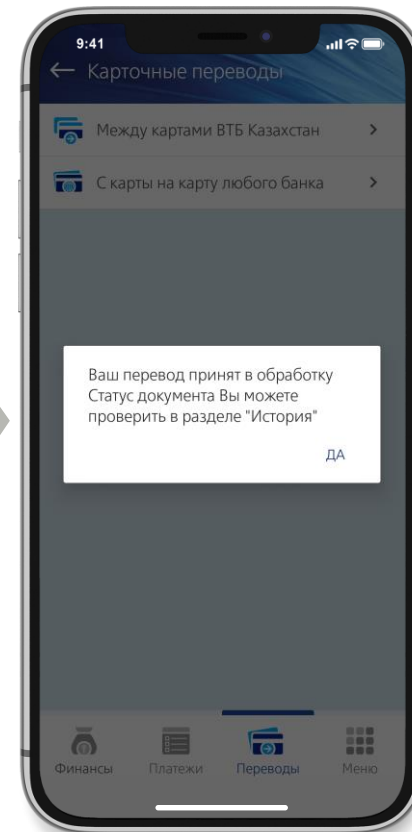 9:41
Карточные переводы
Между картами ВТБ Казахстан
С карты на карту любого банка
Ваш перевод принят в обработку
Статус документа Вы можете
проверить в разделе "История"
ДА
Финансы Платежи Переводы Меню